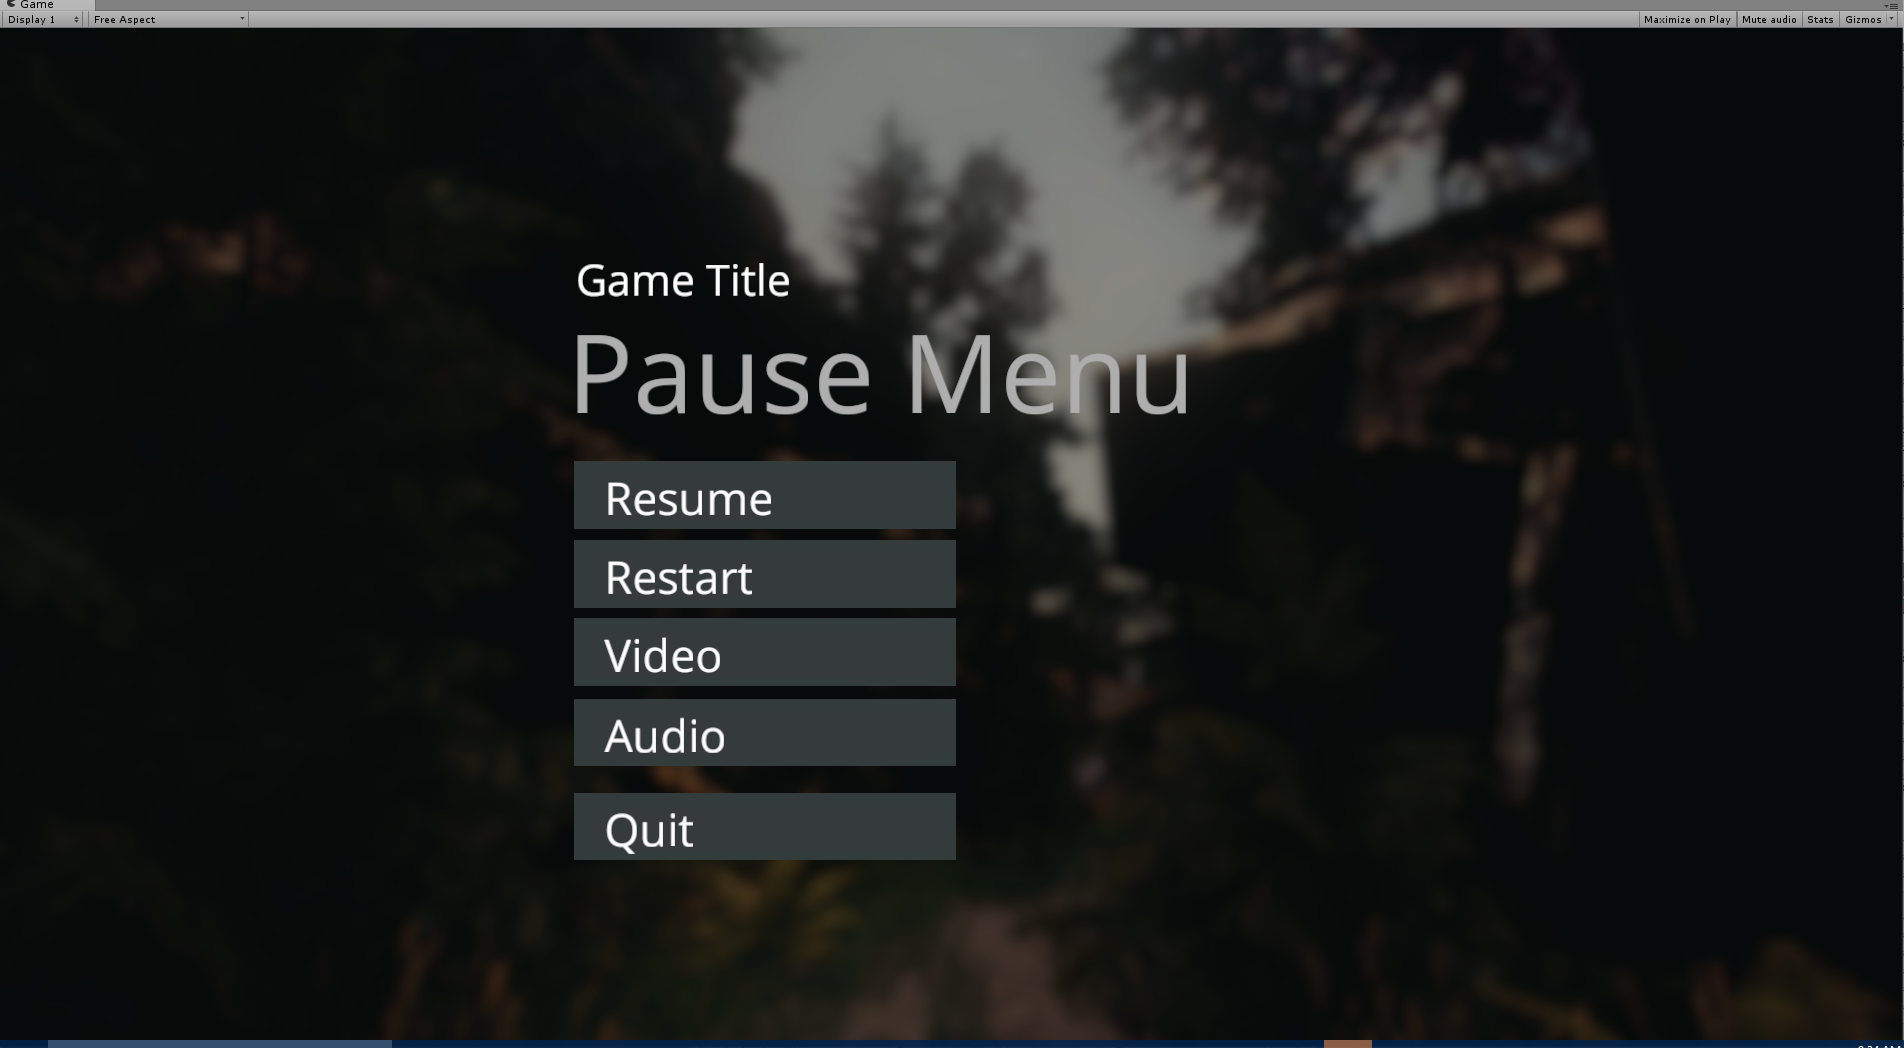 Game
Display 1 Free Aspect Maximize on Play Mute audio Stats Gizmos
Game Title
Pause Menu
Resume
Restart
Video
Audio
Quit